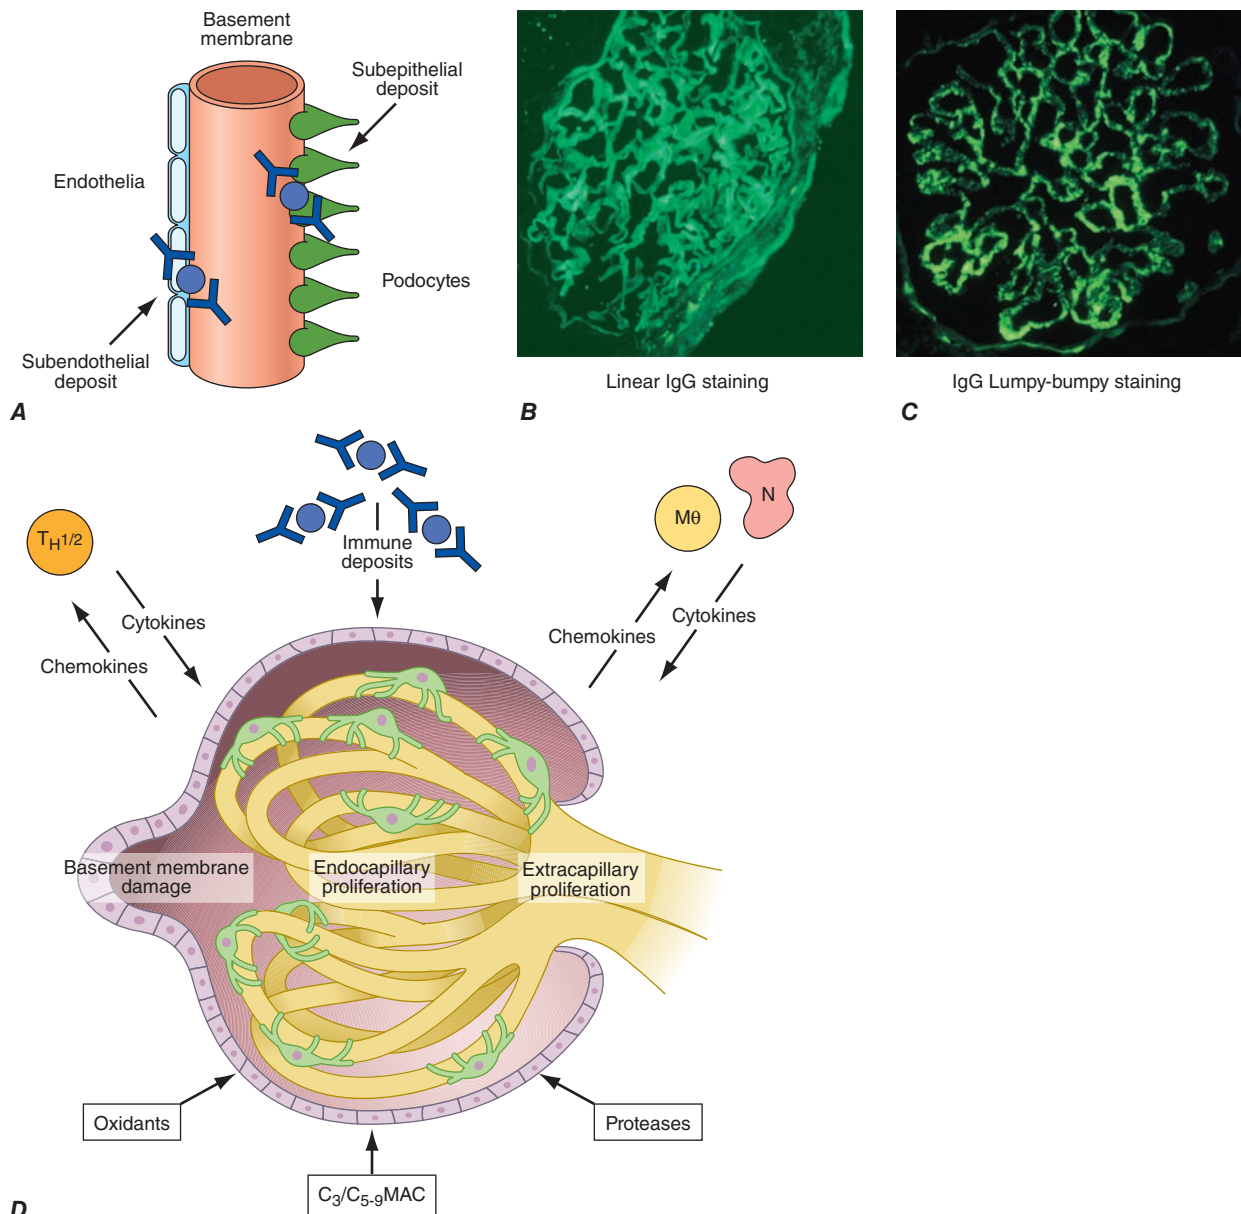 Basement
membrane
Subepithelial
deposit
Endothelia
Podocytes
Subendothelial
deposit
A
Linear IgG staining
B
IgG Lumpy-bumpy staining
C
TH1/2
Cytokines
Chemokines
Immune
deposits
Mθ
N
Chemokines
Cytokines
Basement membrane
damage
Endocapillary
proliferation
Extracapillary
proliferation
Oxidants
Proteases
C3/C5-9MAC
D